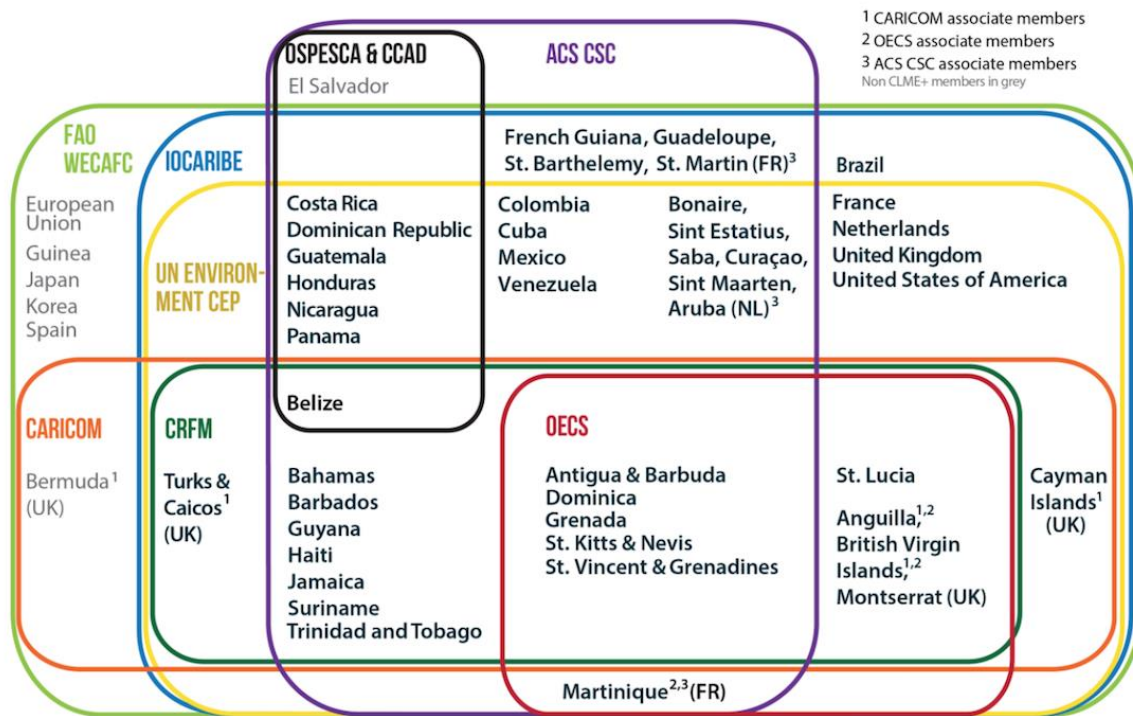 ¹ CARICOM associate members
² OECS associate members
³ ACS CSC associate members
Non CLME+ members in grey
OSPESCA & CCAD
El Salvador
ACS CSC
FAO
WECAFC
European
Union
Guinea
Japan
Korea
Spain
IOCARIBE
French Guiana, Guadeloupe,
St. Barthelemy, St. Martin (FR)³
Brazil
UN ENVIRON-
MENT CEP
Costa Rica
Dominican Republic
Guatemala
Honduras
Nicaragua
Panama
Colombia
Cuba
Mexico
Venezuela
Bonaire,
Sint Estatius,
Saba, Curaçao,
Sint Maarten,
Aruba (NL)³
France
Netherlands
United Kingdom
United States of America
Belize
CARICOM
Bermuda¹
(UK)
CRFM
Turks &
Caicos¹
(UK)
Bahamas
Barbados
Guyana
Haiti
Jamaica
Suriname
Trinidad and Tobago
OECS
Antigua & Barbuda
Dominica
Grenada
St. Kitts & Nevis
St. Vincent & Grenadines
St. Lucia
Anguilla,¹,²
British Virgin
Islands,¹,²
Montserrat (UK)
Cayman
Islands¹
(UK)
Martinique²,³ (FR)